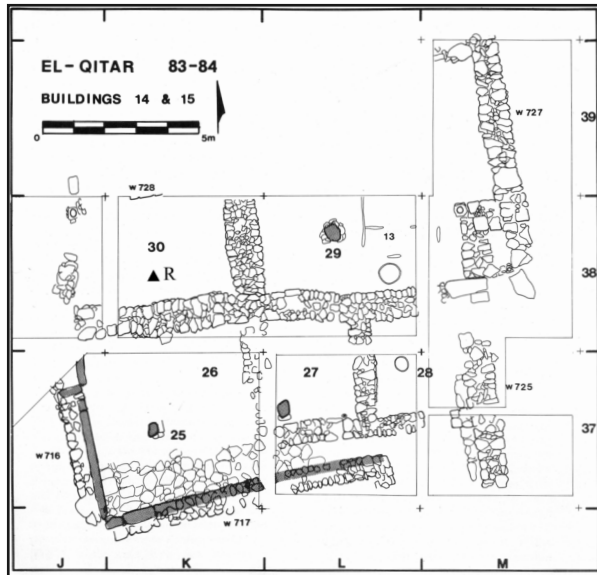 EL-QITAR 83-84
BUILDINGS 14 & 15
0 5m
w 727
39
w 728
30
R
29
13
38
26
27
28
w 725
25
37
w 716
w 717
J K L M